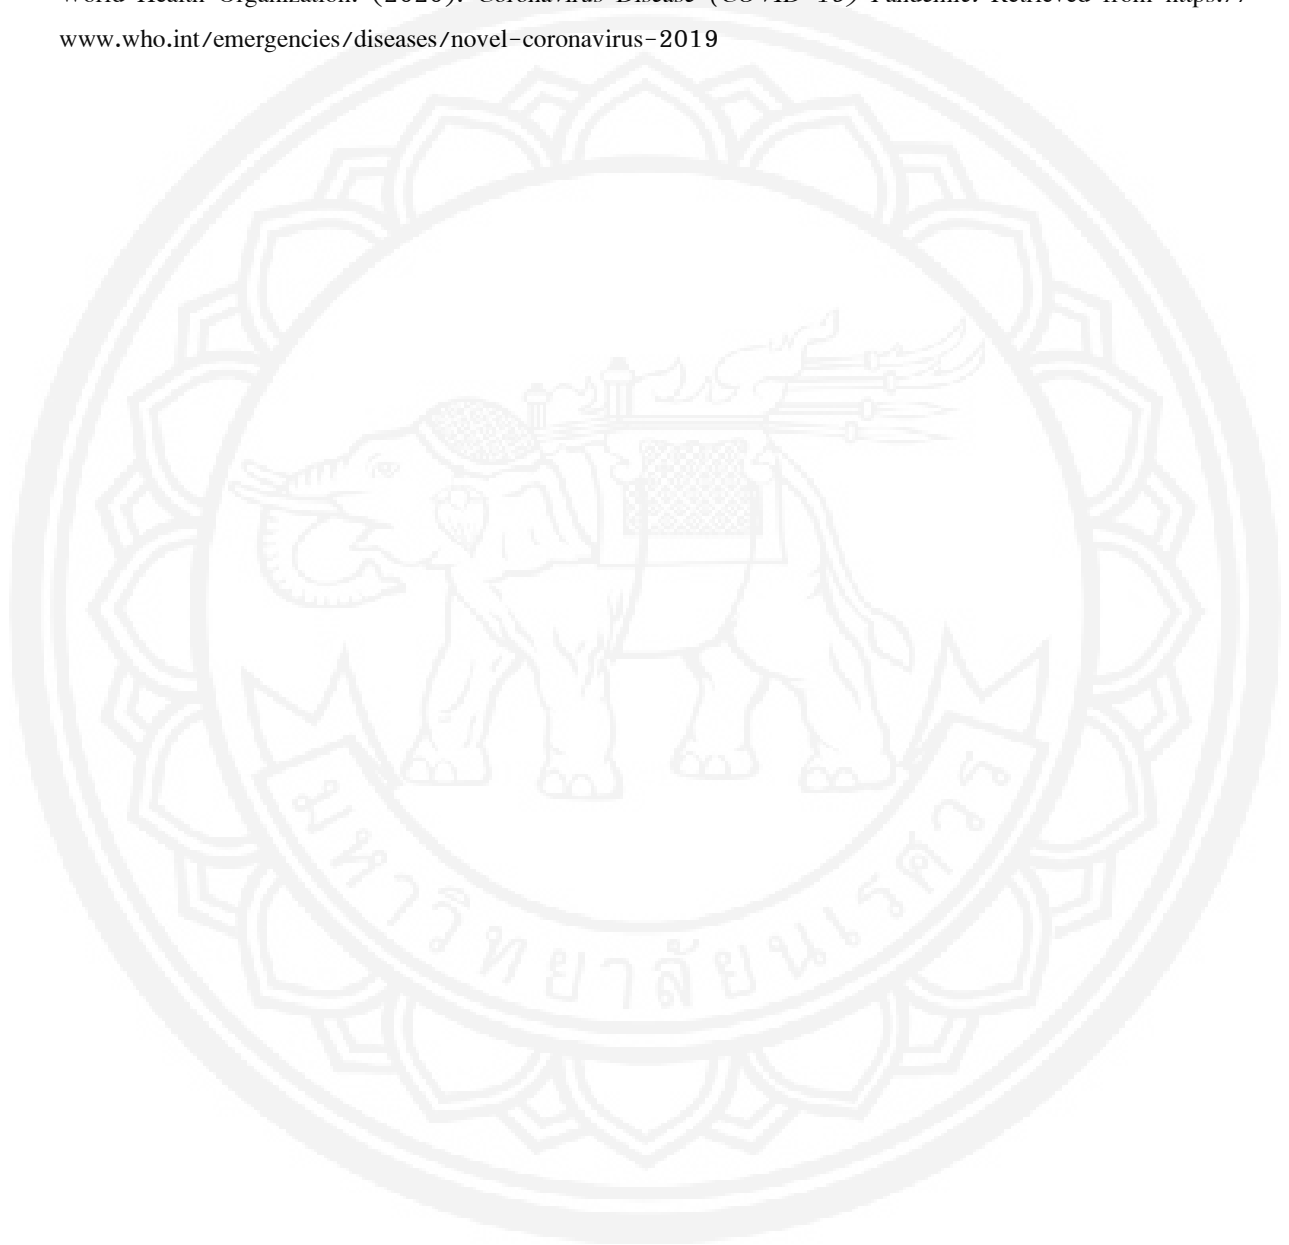 World Health Organization. (2020). Coronavirus Disease (COVID-19) Pandemic. Retrieved from https://
www.who.int/emergencies/diseases/novel-coronavirus-2019
มหาวิทยาลัยนเรศวร